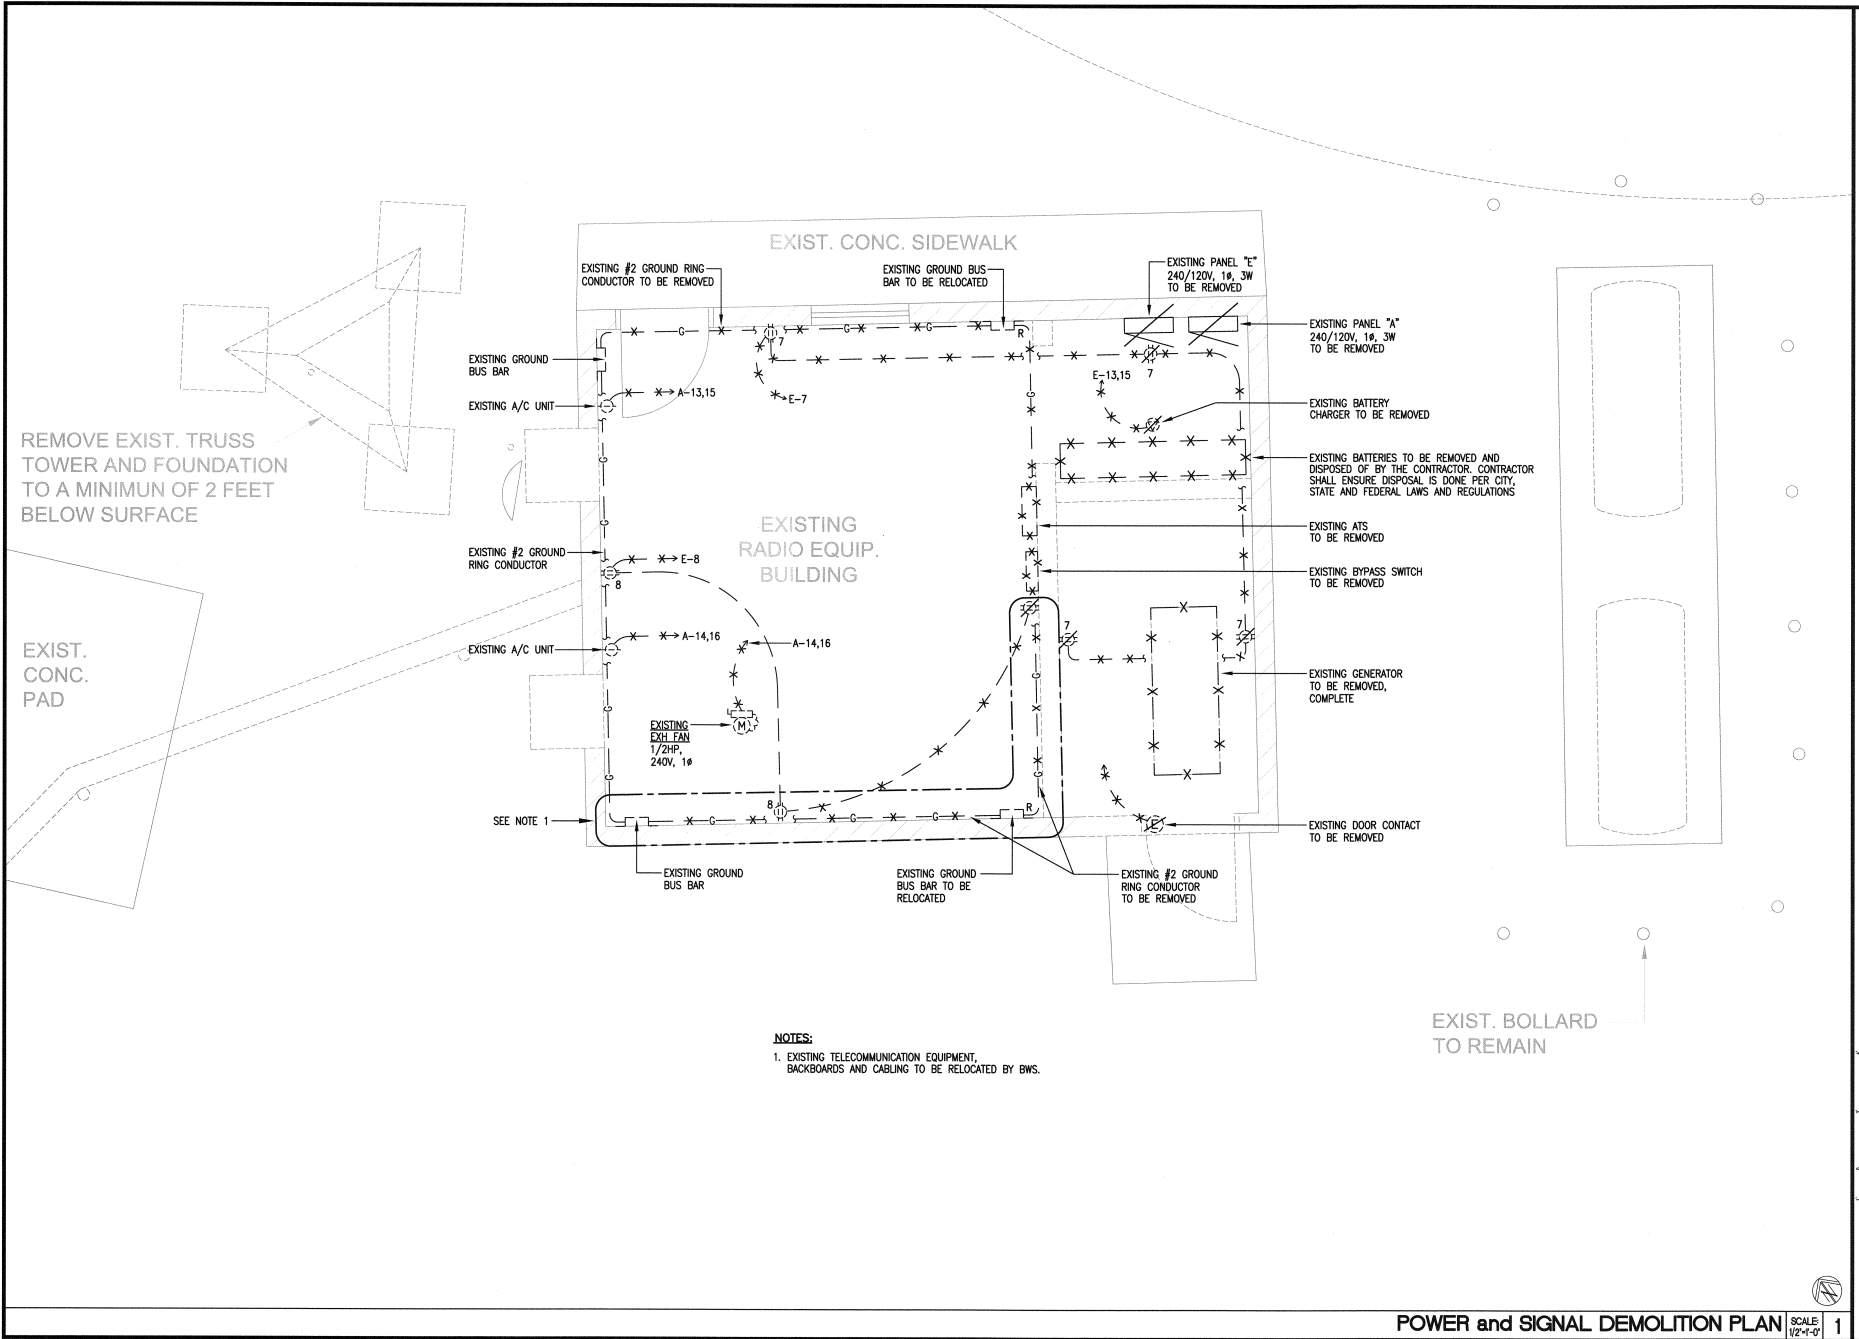 EXIST. CONC. SIDEWALK
EXISTING #2 GROUND RING
CONDUCTOR TO BE REMOVED
EXISTING GROUND BUS
BAR TO BE RELOCATED
EXISTING PANEL "E"
240/120V, 1ø, 3W
TO BE REMOVED
EXISTING PANEL "A"
240/120V, 1ø, 3W
TO BE REMOVED
G
G
G
R
7
EXISTING GROUND
BUS BAR
E-13,15
7
A-13,15
E-7
G
EXISTING A/C UNIT
EXISTING BATTERY
CHARGER TO BE REMOVED
REMOVE EXIST. TRUSS
TOWER AND FOUNDATION
TO A MINIMUN OF 2 FEET
BELOW SURFACE
G
EXISTING BATTERIES TO BE REMOVED AND
DISPOSED OF BY THE CONTRACTOR. CONTRACTOR
SHALL ENSURE DISPOSAL IS DONE PER CITY,
STATE AND FEDERAL LAWS AND REGULATIONS
EXISTING
RADIO EQUIP.
BUILDING
G
EXISTING ATS
TO BE REMOVED
EXISTING #2 GROUND
RING CONDUCTOR
E-8
8
EXISTING BYPASS SWITCH
TO BE REMOVED
7
7
A-14,16
A-14,16
EXISTING A/C UNIT
EXIST.
CONC.
PAD
G
G
EXISTING GENERATOR
TO BE REMOVED,
COMPLETE
EXISTING
EXH FAN
1/2HP,
240V, 1ø
M
G
G
8
R
SEE NOTE 1
G
G
G
E
EXISTING DOOR CONTACT
TO BE REMOVED
EXISTING GROUND
BUS BAR
EXISTING GROUND
BUS BAR TO BE
RELOCATED
EXISTING #2 GROUND
RING CONDUCTOR
TO BE REMOVED
EXIST. BOLLARD
TO REMAIN
NOTES:
1. EXISTING TELECOMMUNICATION EQUIPMENT,
BACKBOARDS AND CABLING TO BE RELOCATED BY BWS.
POWER and SIGNAL DEMOLITION PLAN
SCALE:
1/2"=1'-0"
1